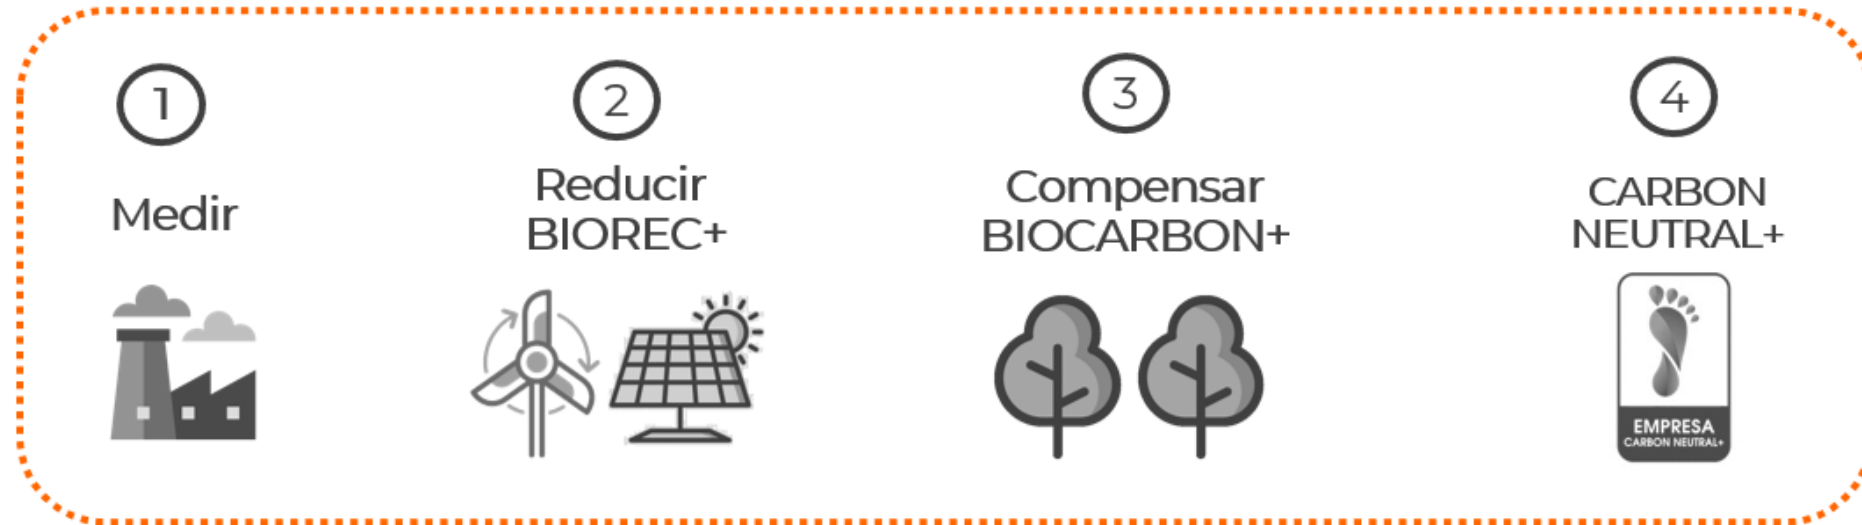 1
Medir
2
Reducir
BIOREC+
3
Compensar
BIOCARBON+
4
CARBON
NEUTRAL+
EMPRESA
CARBON NEUTRAL+